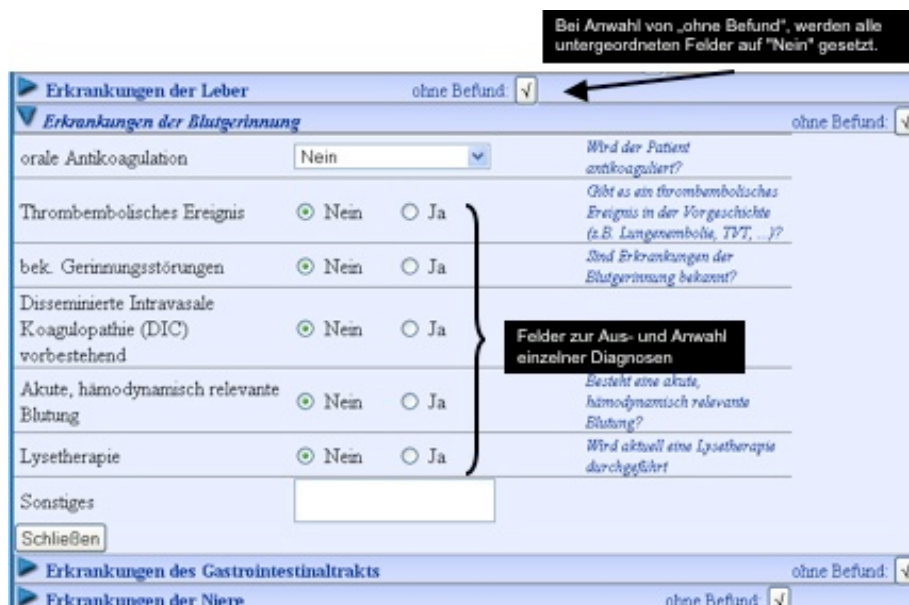 Bei Anwahl von „ohne Befund", werden alle
untergeordneten Felder auf "Nein" gesetzt.
Erkrankungen der Leber ohne Befund: √
Erkrankungen der Blutgerinnung ohne Befund: √
orale Antikoagulation Nein Wird der Patient
antikoaguliert?
Thrombembolisches Ereignis Nein Ja Gibt es ein thrombembolisches
Ereignis in der Vorgeschichte
(z.B. Lungenembolie, TVT, ...)?
bek. Gerinnungsstörungen Nein Ja Sind Erkrankungen der
Blutgerinnung bekannt?
Disseminierte Intravasale
Koagulopathie (DIC) Nein Ja
vorbestehend
Felder zur Aus- und Anwahl
einzelner Diagnosen
Akute, hämodynamisch relevante
Blutung Nein Ja
Besteht eine akute,
hämodynamisch relevante
Blutung?
Lysetherapie Nein Ja Wird aktuell eine Lysetherapie
durchgeführt
Sonstiges
Schließen
Erkrankungen des Gastrointestinaltrakts ohne Befund: √
Erkrankungen der Niere ohne Befund: √